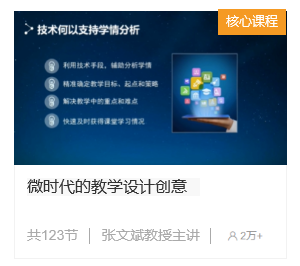 核心课程
技术何以支持学情分析
利用技术手段，辅助分析学情
精准确定教学目标、起点和策略
解决教学中的重点和难点
快速及时获得课堂学习情况
微时代的教学设计创意
共123节 | 张文斌教授主讲 | 2万+